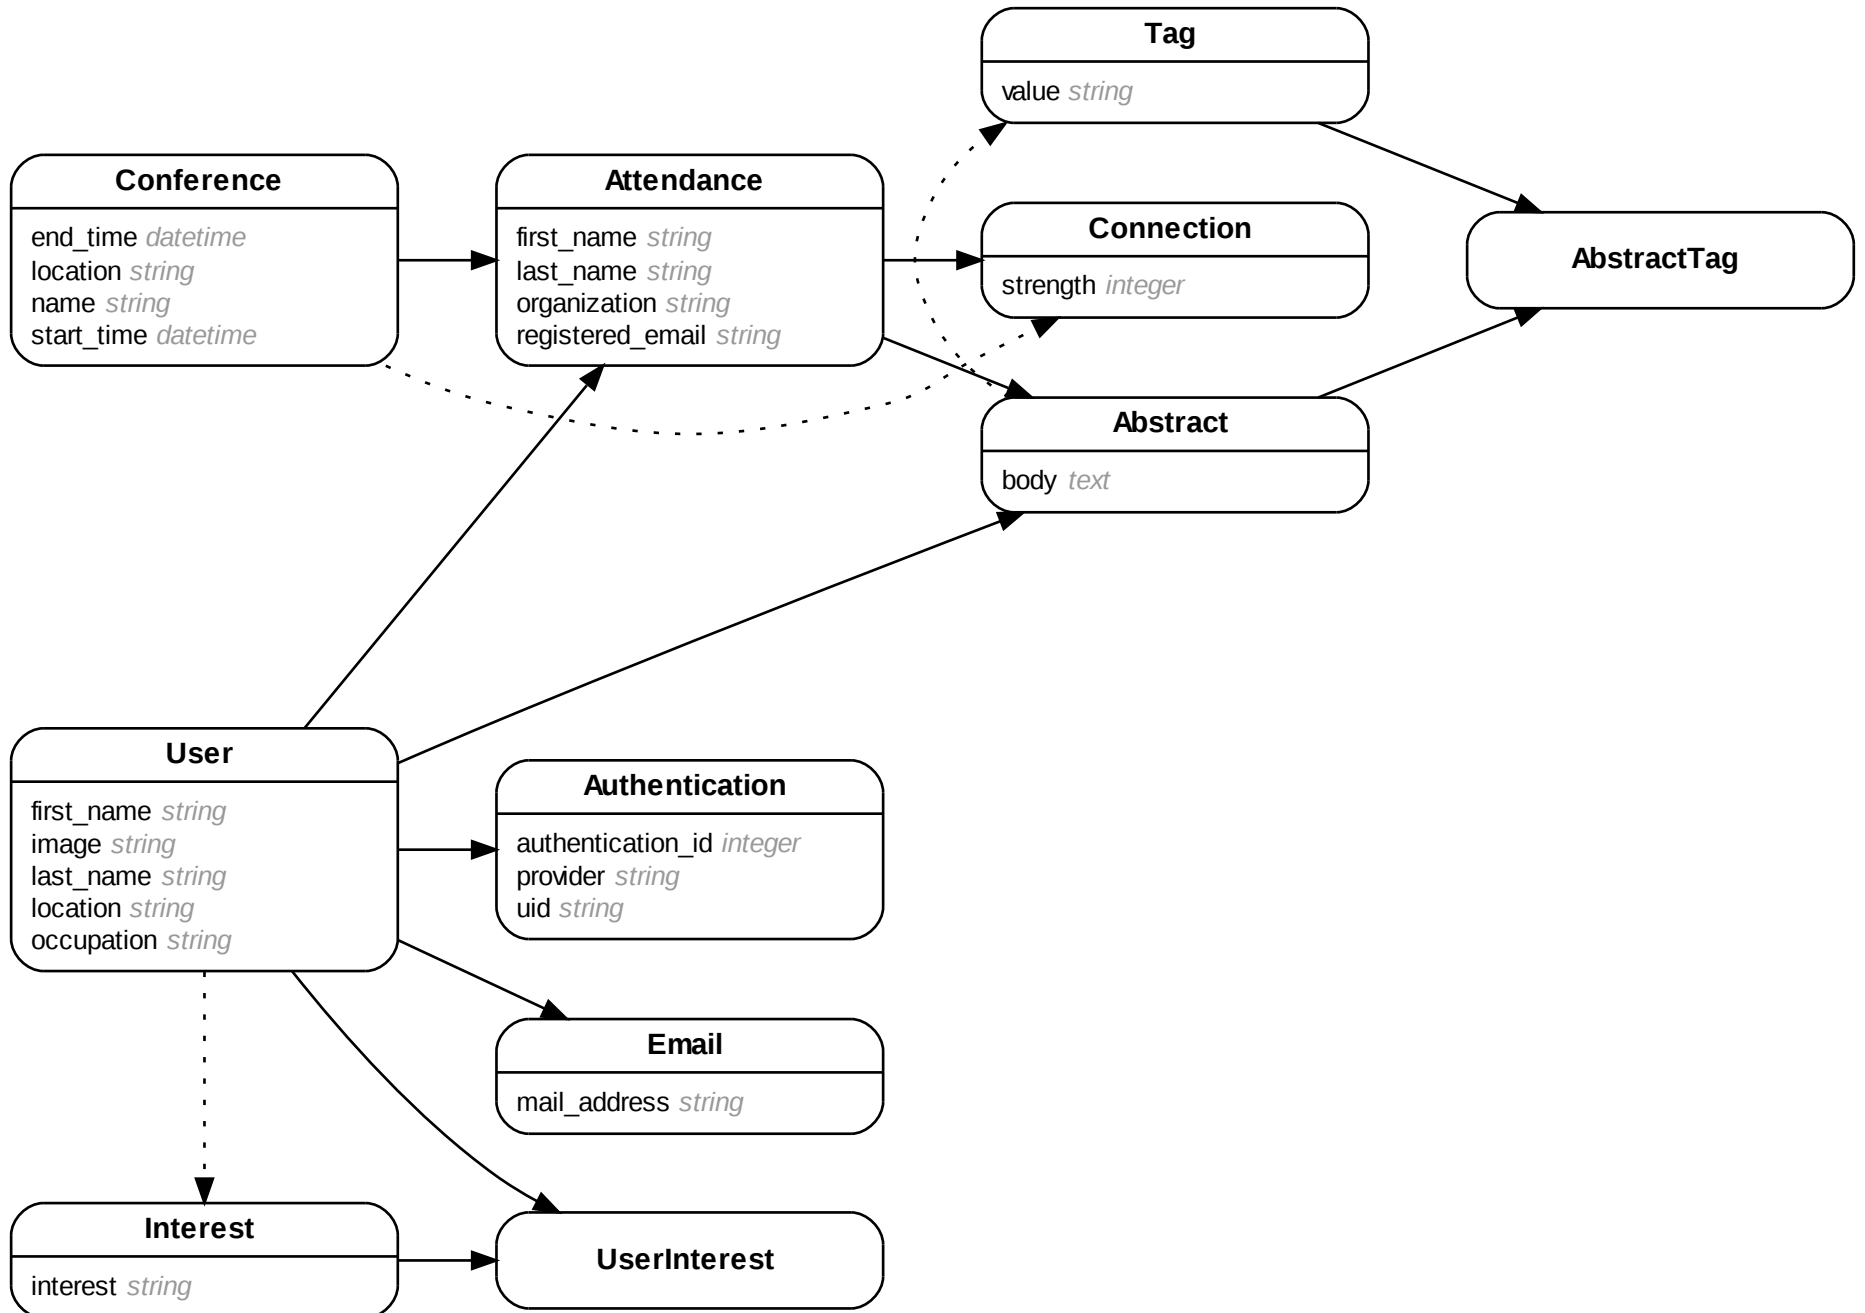 Tag
value string
Conference
end_time datetime
location string
name string
start_time datetime
Attendance
first_name string
last_name string
organization string
registered_email string
Connection
strength integer
AbstractTag
Abstract
body text
User
first_name string
image string
last_name string
location string
occupation string
Authentication
authentication_id integer
provider string
uid string
Email
mail_address string
Interest
interest string
UserInterest